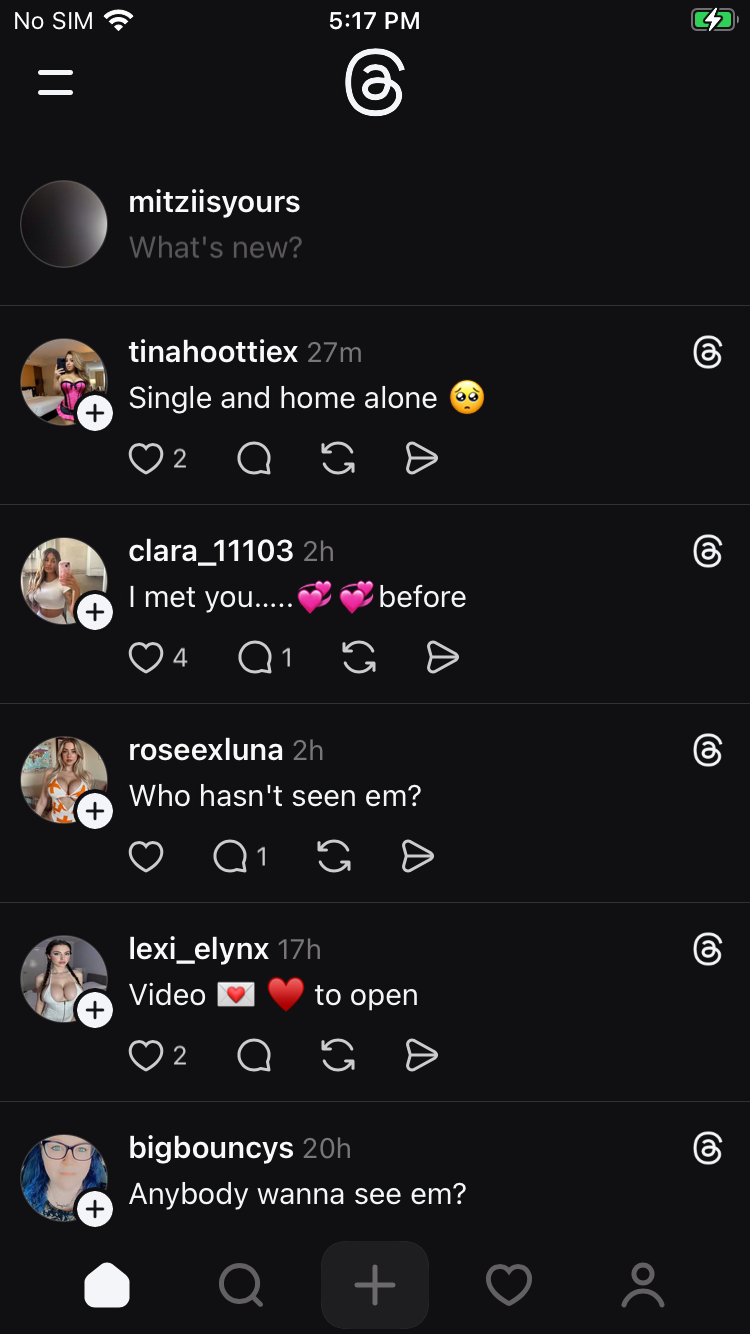 No SIM 5:17 PM
mitziisyours
What's new?
tinahoottiex 27m
Single and home alone 🥺
2
clara_11103 2h
I met you.....💞💞before
4 1
roseexluna 2h
Who hasn't seen em?
1
lexi_elynx 17h
Video 💌 ♥️ to open
2
bigbouncys 20h
Anybody wanna see em?